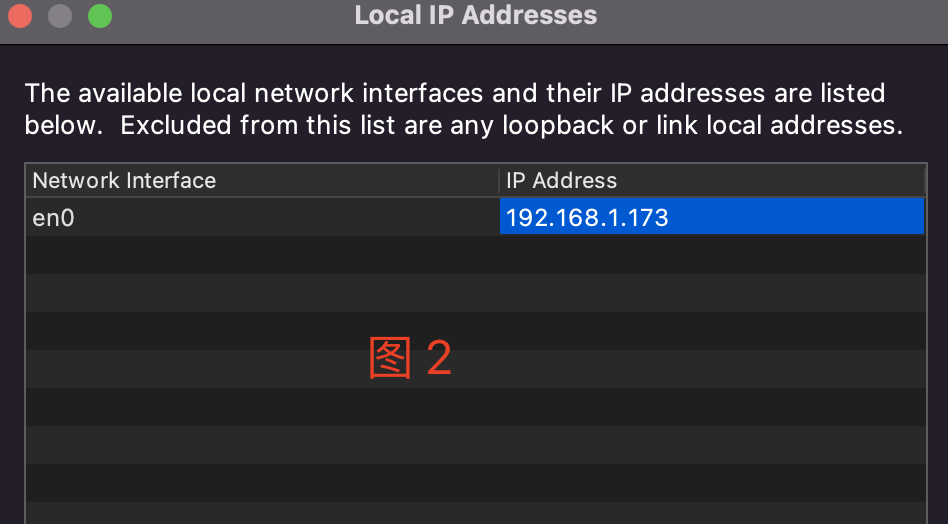 Local IP Addresses
The available local network interfaces and their IP addresses are listed
below.  Excluded from this list are any loopback or link local addresses.
Network Interface IP Address
en0 192.168.1.173
图 2